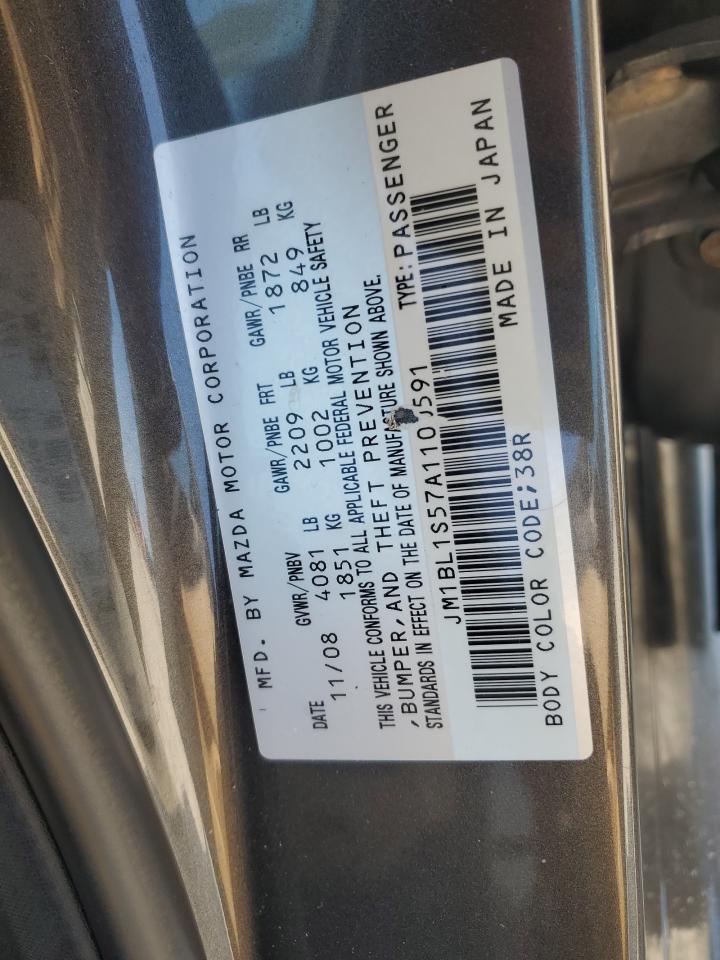 MFD. BY MAZDA MOTOR CORPORATION
GVWR/PNBV GAWR/PNBE FRT GAWR/PNBE RR
DATE 4081 LB 2209 LB 1872 LB
11/08 1851 KG 1002 KG 849 KG
THIS VEHICLE CONFORMS TO ALL APPLICABLE FEDERAL MOTOR VEHICLE SAFETY
,BUMPER,AND THEFT PREVENTION
STANDARDS IN EFFECT ON THE DATE OF MANUFACTURE SHOWN ABOVE.
TYPE:PASSENGER
BODY COLOR CODE;38R MADE IN JAPAN